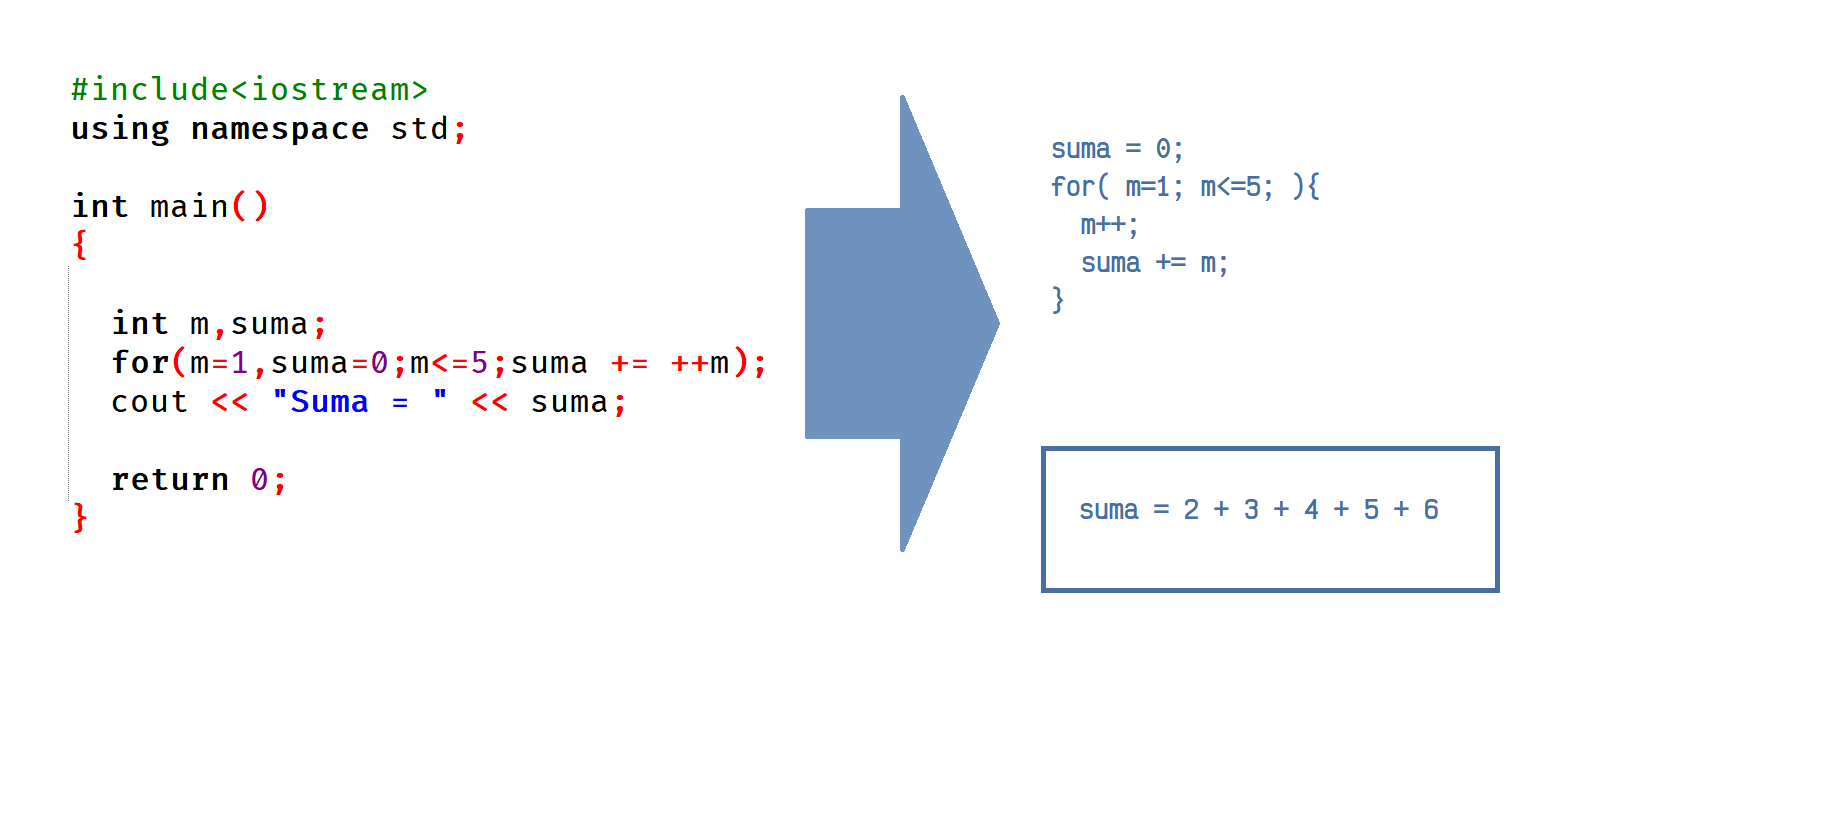 #include<iostream>
using namespace std;
int main()
{
int m,suma;
for(m=1,suma=0;m<=5;suma += ++m);
cout << "Suma = " << suma;
return 0;
}
suma = 0;
for( m=1; m<=5; ){
m++;
suma += m;
}
suma = 2 + 3 + 4 + 5 + 6